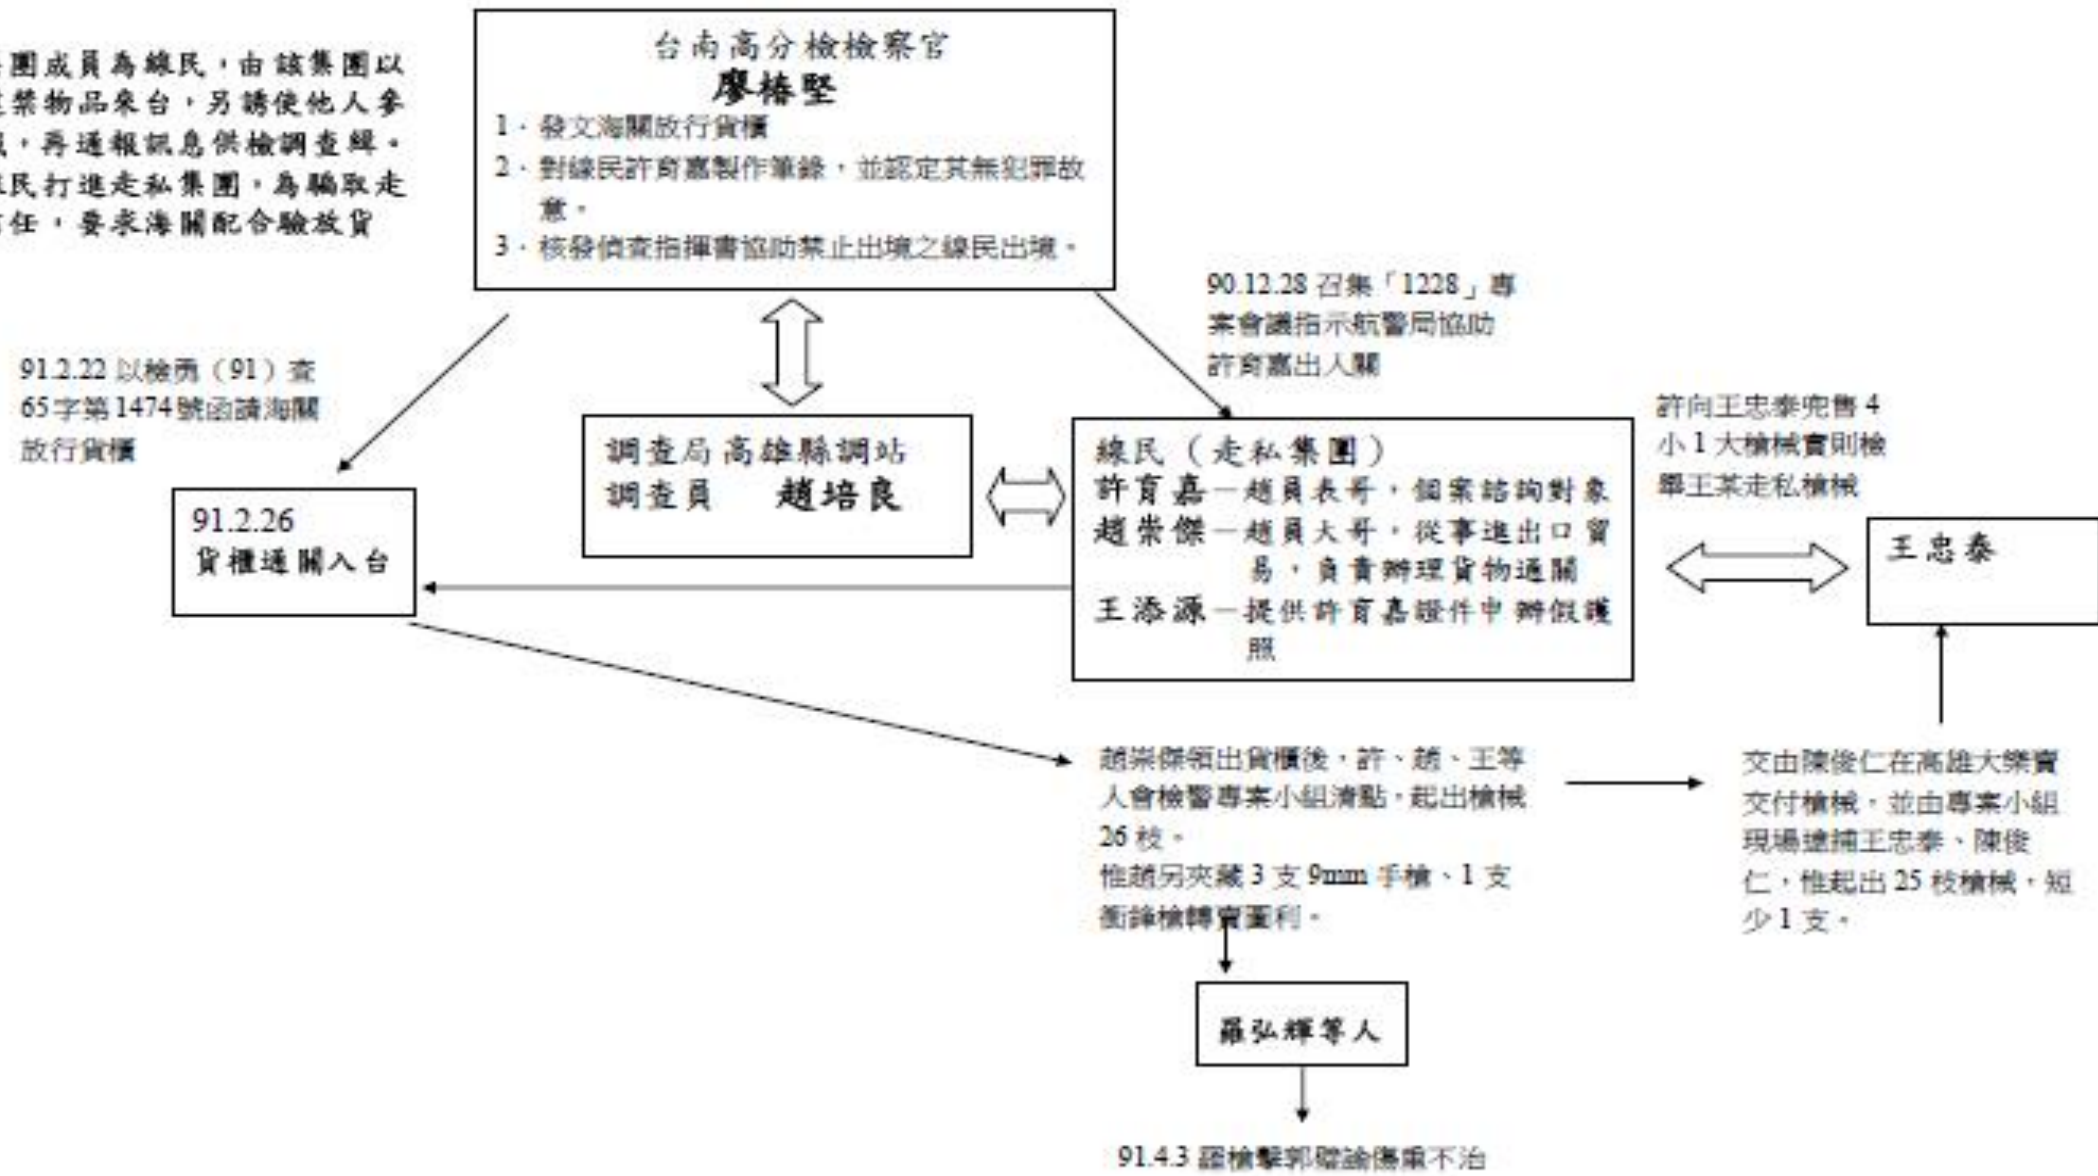 團成員為線民，由該集團以
禁物品來台，另誘使他人參
，再通報訊息供檢調查緝。
民打進走私集團，為騙取走
任，要求海關配合驗放貨
台南高分檢檢察官
廖椿堅
1．發文海關放行貨櫃
2．對線民許育嘉製作筆錄，並認定其無犯罪故
意。
3．核發偵查指揮書協助禁止出境之線民出境。
90.12.28 召集「1228」專
案會議指示航警局協助
許育嘉出入關
91.2.22 以檢勇（91）查
65字第1474號函請海關
放行貨櫃
調查局高雄縣調站
調查員 趙培良
線民（走私集團）
許育嘉－趙員表哥，個案諮詢對象
趙崇傑－趙員大哥，從事進出口貿
易，負責辦理貨物通關
王添源－提供許育嘉證件申辦假護
照
許向王忠泰兜售 4
小 1 大槍械實則檢
舉王某走私槍械
王忠泰
91.2.26
貨櫃通關入台
趙崇傑領出貨櫃後，許、趙、王等
人會檢警專案小組清點，起出槍械
26 枝。
惟趙另夾藏 3 支 9mm 手槍、1 支
衝鋒槍轉賣圖利。
交由陳俊仁在高雄大樂賣
交付槍械，並由專案小組
現場逮捕王忠泰、陳俊
仁，惟起出 25 枝槍械，短
少 1 支。
羅弘輝等人
91.4.3 羅槍擊郭諭傷重不治